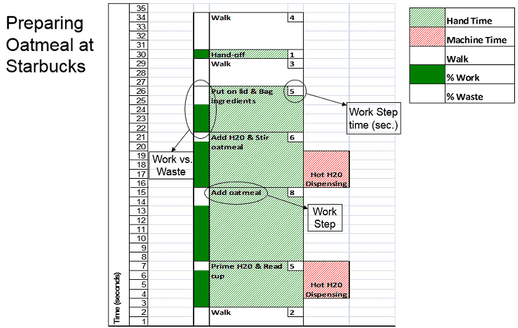 Preparing
Oatmeal at
Starbucks
35
34 Walk 4
33
32
31
30 Hand-off 1
29 Walk 3
28
27
26 Put on lid & Bag 5
25 ingredients
24
23
22
21 Add H20 & Stir 6
20 oatmeal
19
18
17 Hot H20
16 Dispensing
15 Add oatmeal 8
14
13
12
11
10
9
8
7 Prime H20 & Read 5
6 cup
5
4 Hot H20
3 Dispensing
2 Walk 2
1
Time (seconds)
Work vs.
Waste
Work Step
time (sec.)
Work
Step
Hand Time
Machine Time
Walk
% Work
% Waste